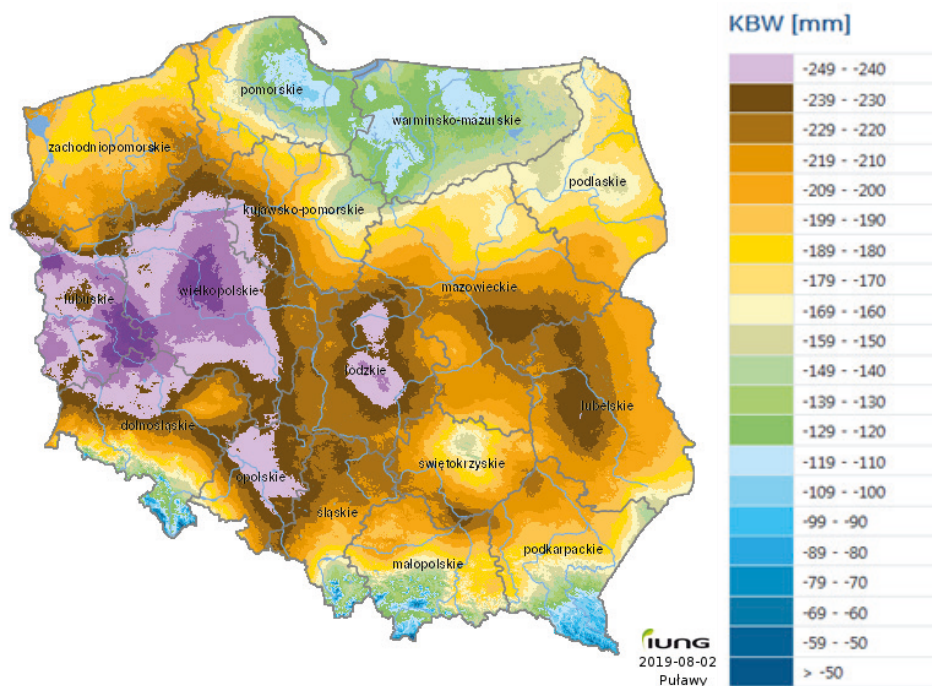 KBW [mm]
-249 - -240
-239 - -230
-229 - -220
-219 - -210
-209 - -200
-199 - -190
-189 - -180
-179 - -170
-169 - -160
-159 - -150
-149 - -140
-139 - -130
-129 - -120
-119 - -110
-109 - -100
-99 - -90
-89 - -80
-79 - -70
-69 - -60
-59 - -50
> -50
pomorskie
warmińsko-mazurskie
zachodniopomorskie
podlaskie
kujawsko-pomorskie
mazowieckie
wielkopolskie
lubuskie
łódzkie
lubelskie
dolnośląskie
świętokrzyskie
opolskie
śląskie
podkarpackie
małopolskie
IUNG
2019-08-02
Puławy